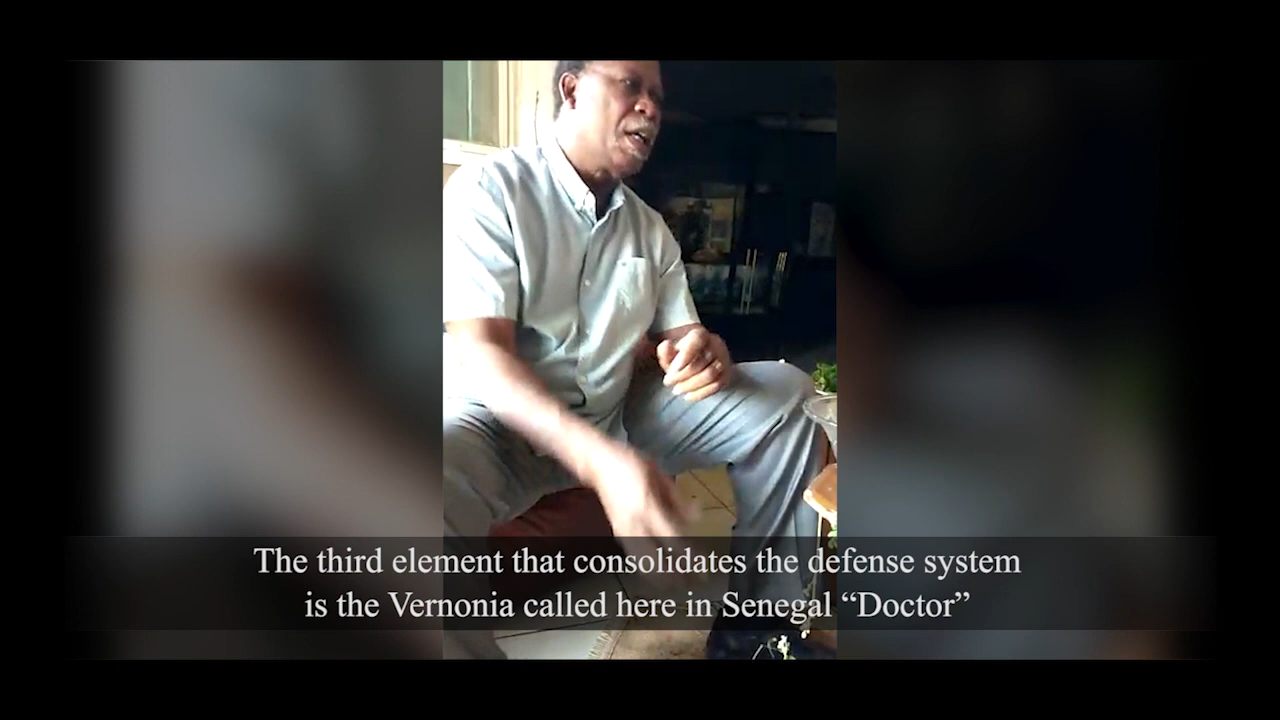 The third element that consolidates the defense system
is the Vernonia called here in Senegal “Doctor”